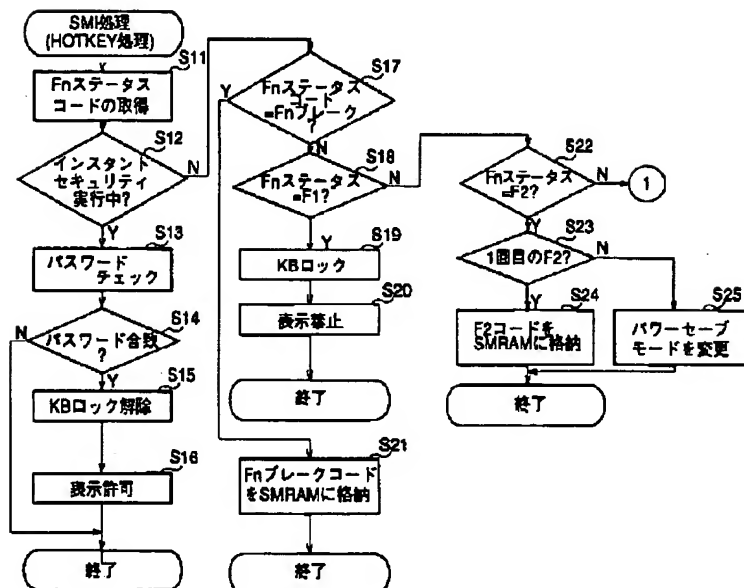 SMI処理
(HOTKEY処理)
S11
Fnステータス
コードの取得
S12
インスタント
セキュリティ
実行中?
N
Y
S13
パスワード
チェック
S14
N
パスワード合致
?
Y
S15
KBロック解除
S16
表示許可
終了
S17
Y
Fnステータス
コード
=Fnブレーク
?
N
S18
Fnステータス
=F1?
N
Y
S19
KBロック
S20
表示禁止
終了
S21
Fnブレークコード
をSMRAMに格納
終了
S22
Fnステータス
=F2?
N
1
Y
S23
1回目のF2?
N
Y
S24
F2コードを
SMRAMに格納
S25
パワーセーブ
モードを変更
終了